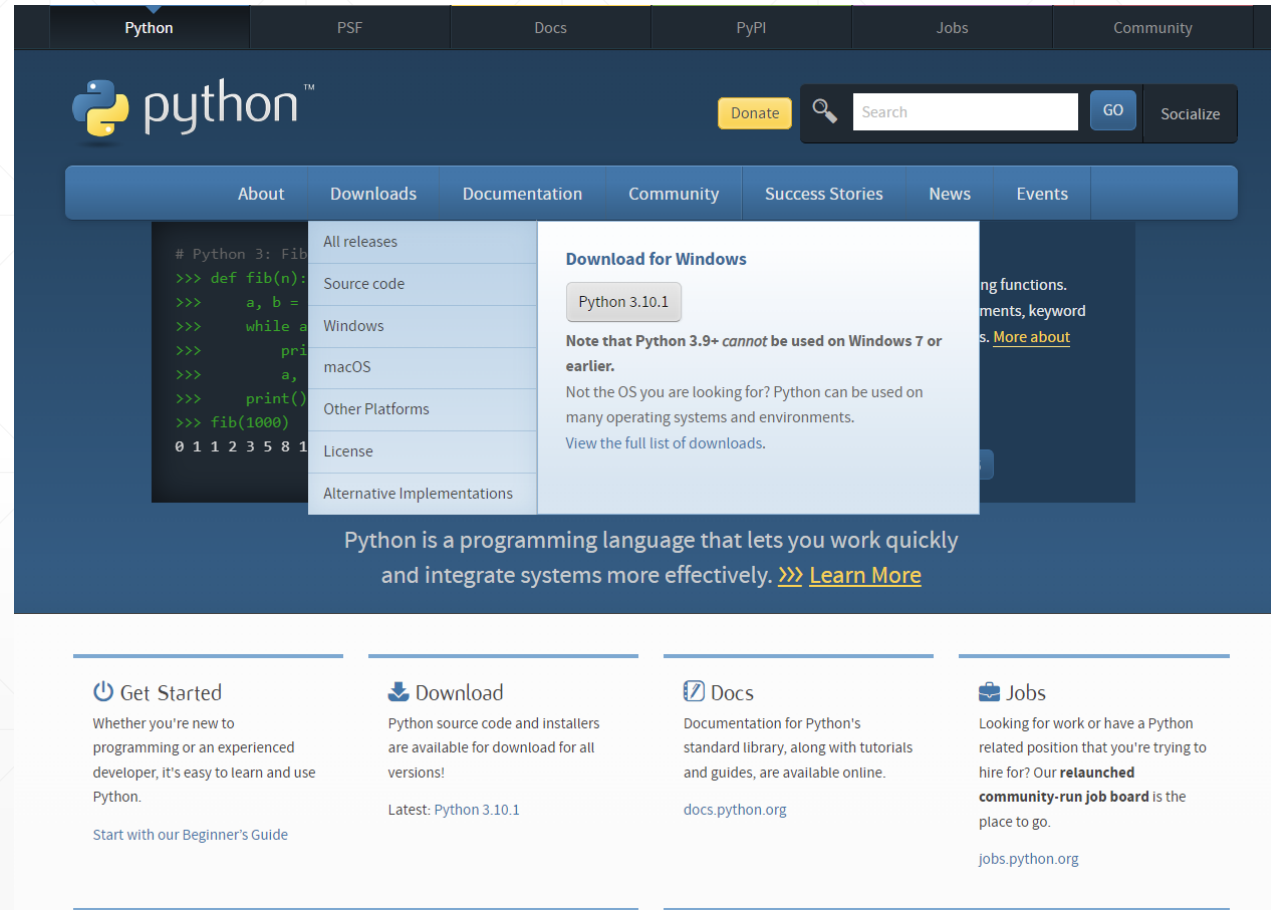 Python
PSF
Docs
PyPI
Jobs
Community
python™
Donate
Search
GO
Socialize
About
Downloads
Documentation
Community
Success Stories
News
Events
# Python 3: Fib
>>> def fib(n):
>>>     a, b =
>>>     while a
>>>         pri
>>>         a,
>>>     print()
>>> fib(1000)
0 1 1 2 3 5 8 1
All releases
Source code
Windows
macOS
Other Platforms
License
Alternative Implementations
Download for Windows
Python 3.10.1
Note that Python 3.9+ cannot be used on Windows 7 or
earlier.
Not the OS you are looking for? Python can be used on
many operating systems and environments.
View the full list of downloads.
ng functions.
ments, keyword
s. More about
Python is a programming language that lets you work quickly
and integrate systems more effectively. >>> Learn More
Get Started
Whether you're new to
programming or an experienced
developer, it's easy to learn and use
Python.
Start with our Beginner's Guide
Download
Python source code and installers
are available for download for all
versions!
Latest: Python 3.10.1
Docs
Documentation for Python's
standard library, along with tutorials
and guides, are available online.
docs.python.org
Jobs
Looking for work or have a Python
related position that you're trying to
hire for? Our relaunched
community-run job board is the
place to go.
jobs.python.org